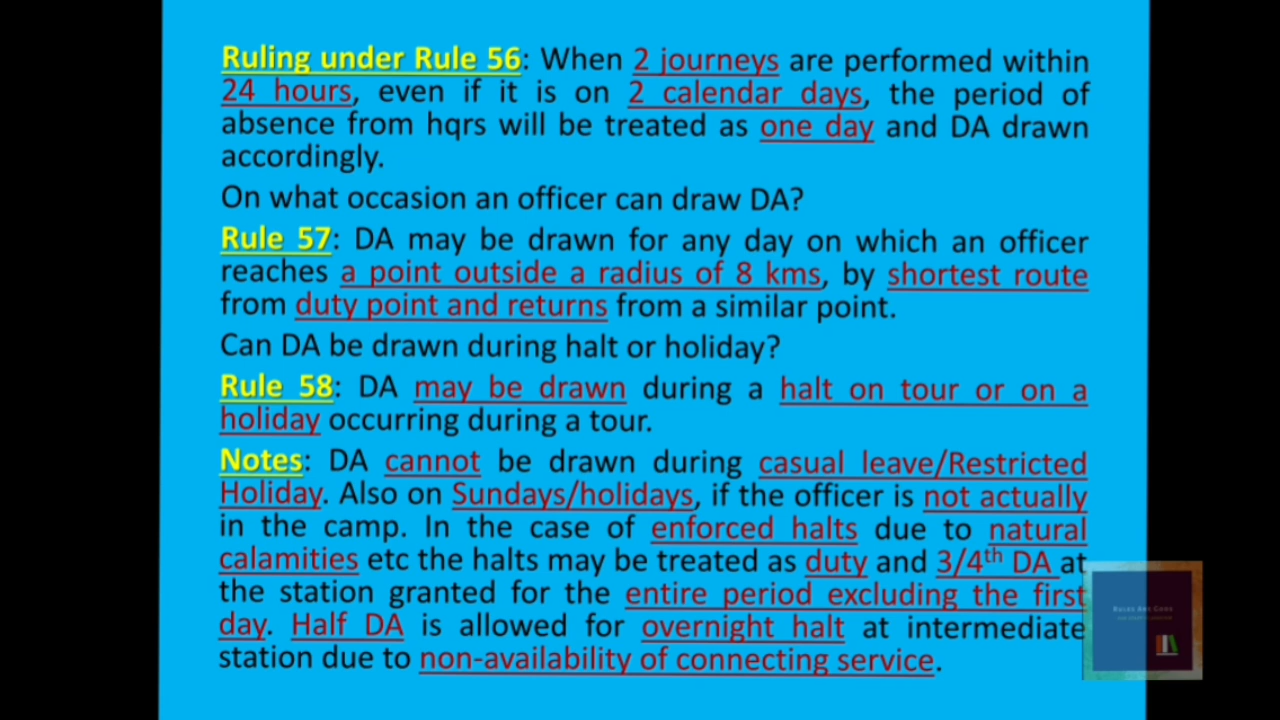 Ruling under Rule 56: When 2 journeys are performed within
24 hours, even if it is on 2 calendar days, the period of
absence from hqrs will be treated as one day and DA drawn
accordingly.
On what occasion an officer can draw DA?
Rule 57: DA may be drawn for any day on which an officer
reaches a point outside a radius of 8 kms, by shortest route
from duty point and returns from a similar point.
Can DA be drawn during halt or holiday?
Rule 58: DA may be drawn during a halt on tour or on a
holiday occurring during a tour.
Notes: DA cannot be drawn during casual leave/Restricted
Holiday. Also on Sundays/holidays, if the officer is not actually
in the camp. In the case of enforced halts due to natural
calamities etc the halts may be treated as duty and 3/4th DA at
the station granted for the entire period excluding the first
day. Half DA is allowed for overnight halt at intermediate
station due to non-availability of connecting service.